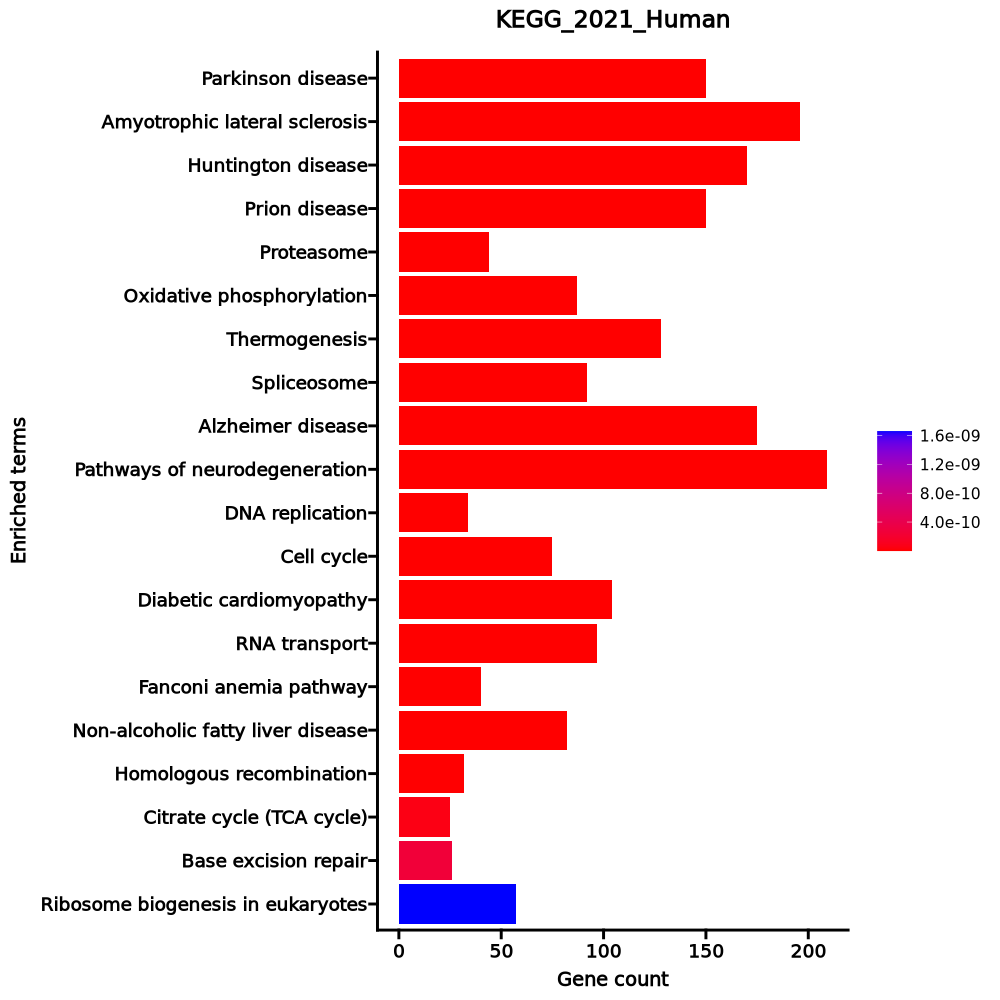 KEGG_2021_Human
Enriched terms
Parkinson disease
Amyotrophic lateral sclerosis
Huntington disease
Prion disease
Proteasome
Oxidative phosphorylation
Thermogenesis
Spliceosome
Alzheimer disease
Pathways of neurodegeneration
DNA replication
Cell cycle
Diabetic cardiomyopathy
RNA transport
Fanconi anemia pathway
Non-alcoholic fatty liver disease
Homologous recombination
Citrate cycle (TCA cycle)
Base excision repair
Ribosome biogenesis in eukaryotes
0 50 100 150 200
Gene count
1.6e-09
1.2e-09
8.0e-10
4.0e-10